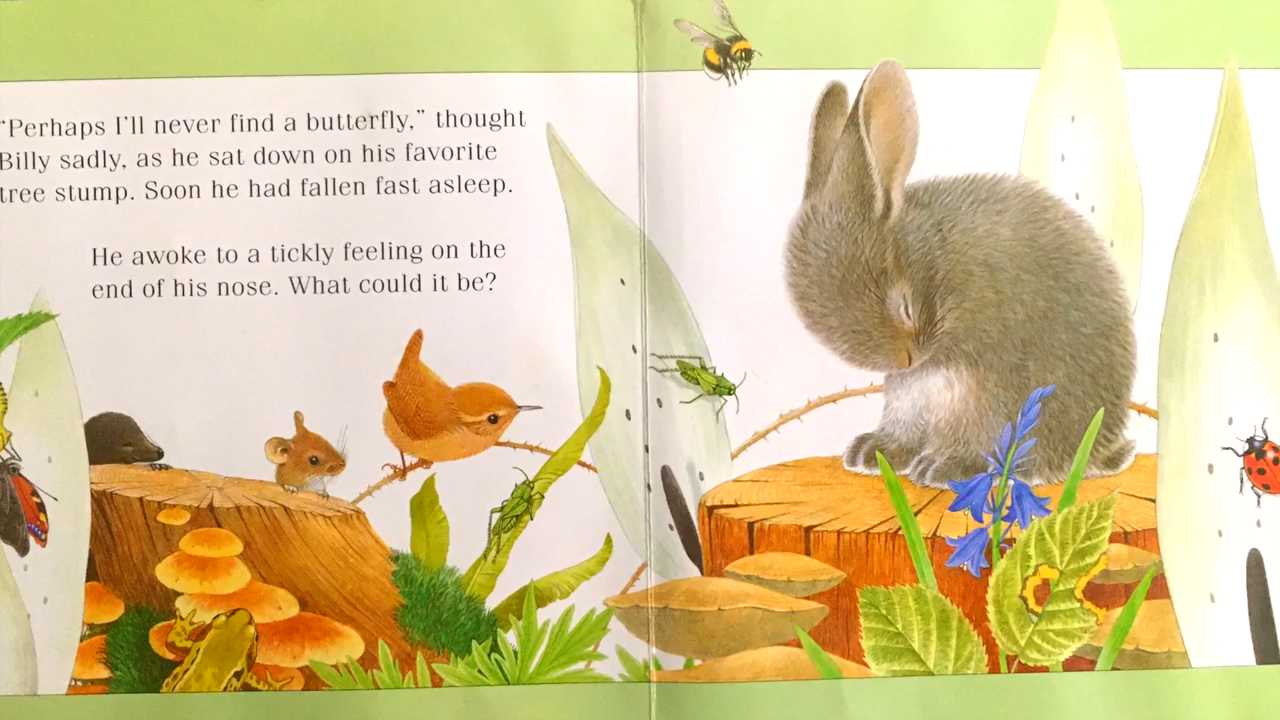 "Perhaps I'll never find a butterfly," thought
Billy sadly, as he sat down on his favorite
tree stump. Soon he had fallen fast asleep.
He awoke to a tickly feeling on the
end of his nose. What could it be?